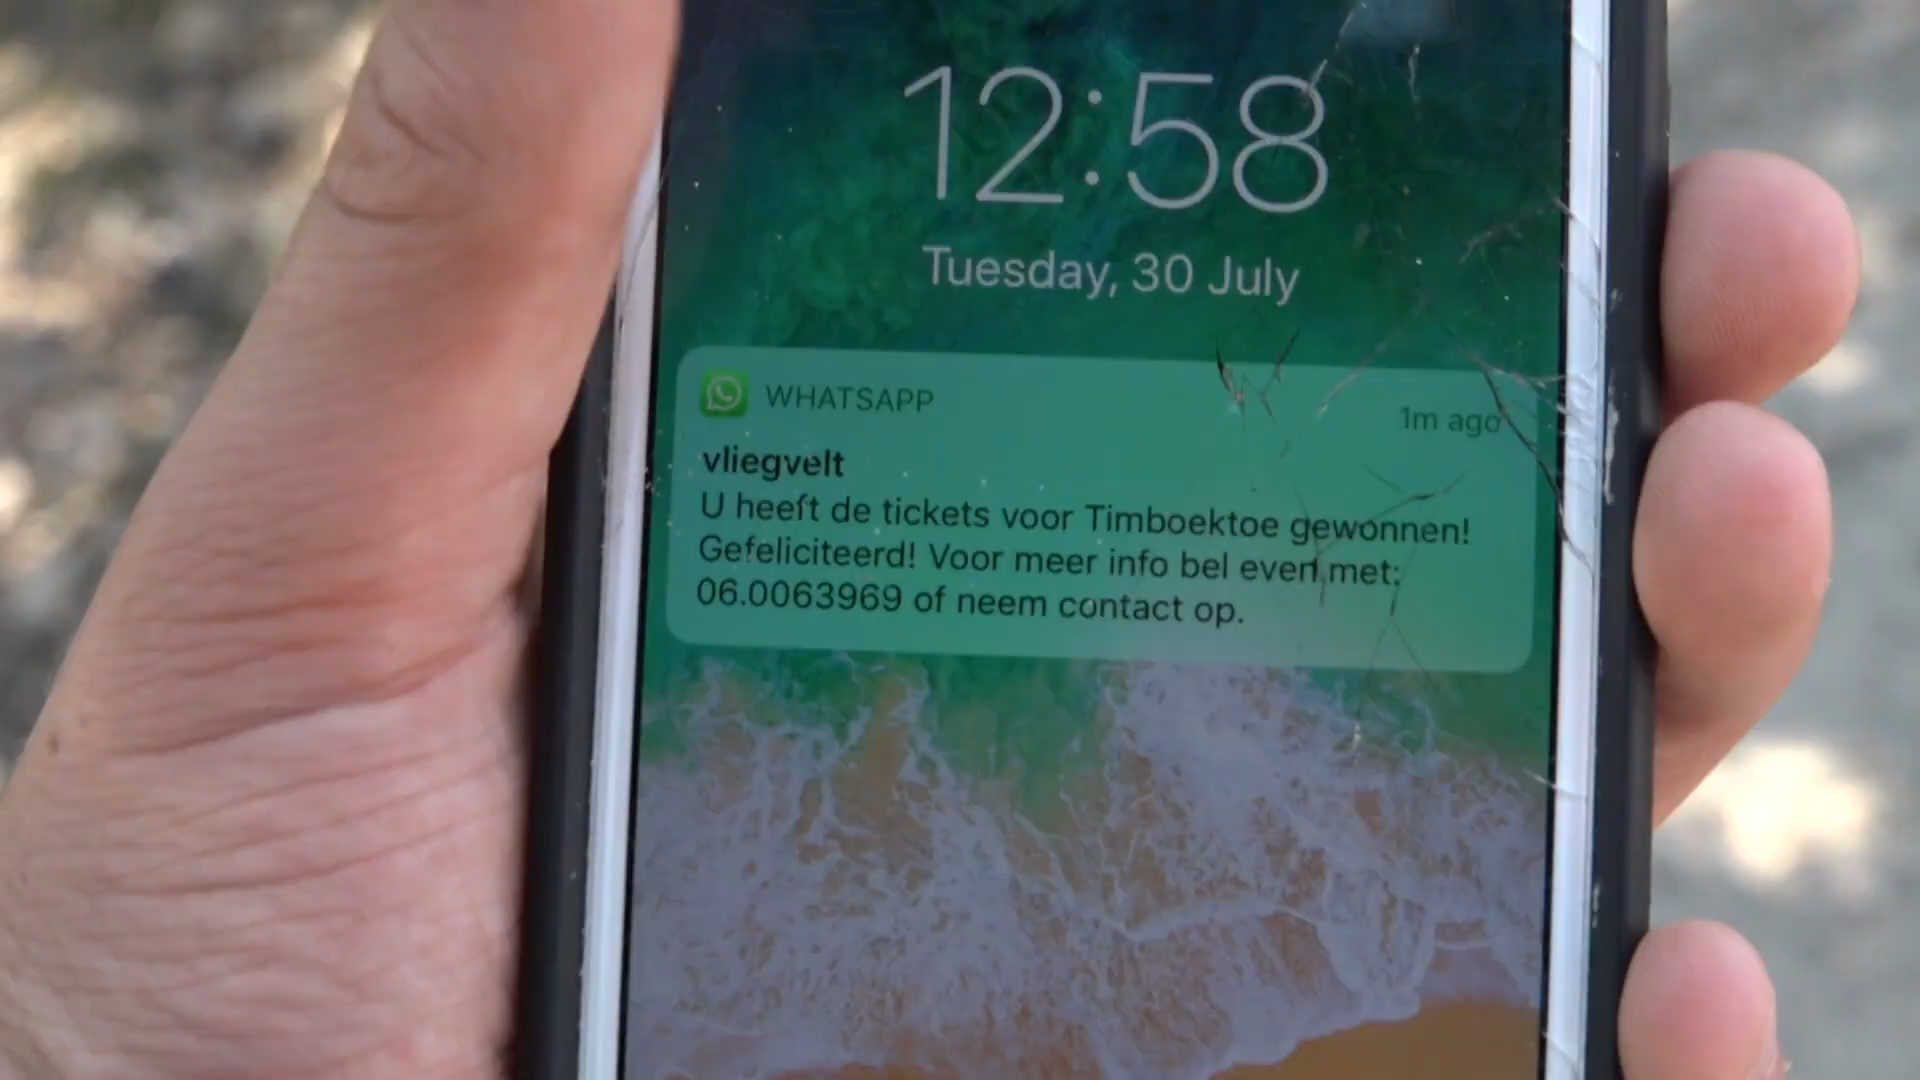 12:58
Tuesday, 30 July
WHATSAPP
1m ago
vliegvelt
U heeft de tickets voor Timboektoe gewonnen!
Gefeliciteerd! Voor meer info bel even met:
06.0063969 of neem contact op.